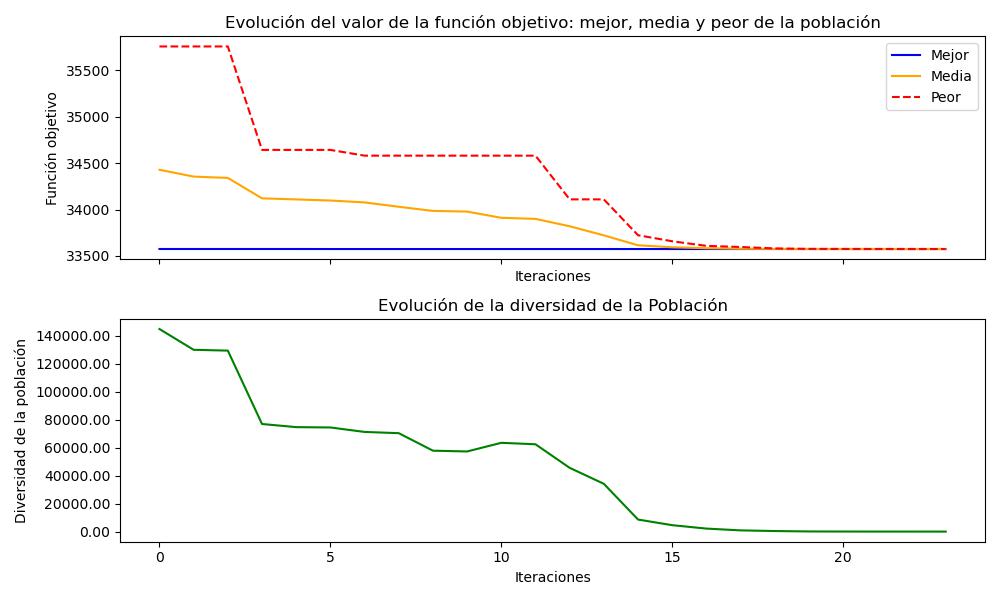 Evolución del valor de la función objetivo: mejor, media y peor de la población
Función objetivo
35500
35000
34500
34000
33500
Mejor
Media
Peor
Iteraciones
Evolución de la diversidad de la Población
Diversidad de la población
140000.00
120000.00
100000.00
80000.00
60000.00
40000.00
20000.00
0.00
0 5 10 15 20
Iteraciones